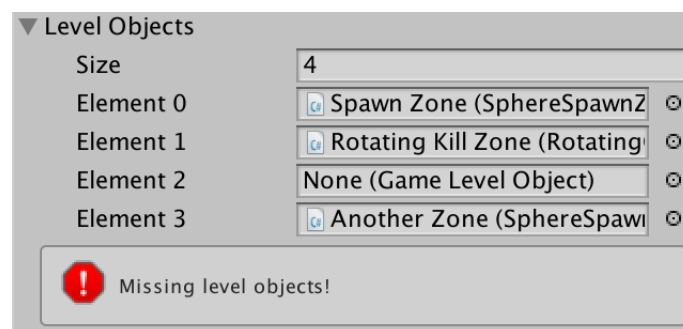 Level Objects
Size 4
Element 0 Spawn Zone (SphereSpawnZ
Element 1 Rotating Kill Zone (Rotating
Element 2 None (Game Level Object)
Element 3 Another Zone (SphereSpaw
Missing level objects!